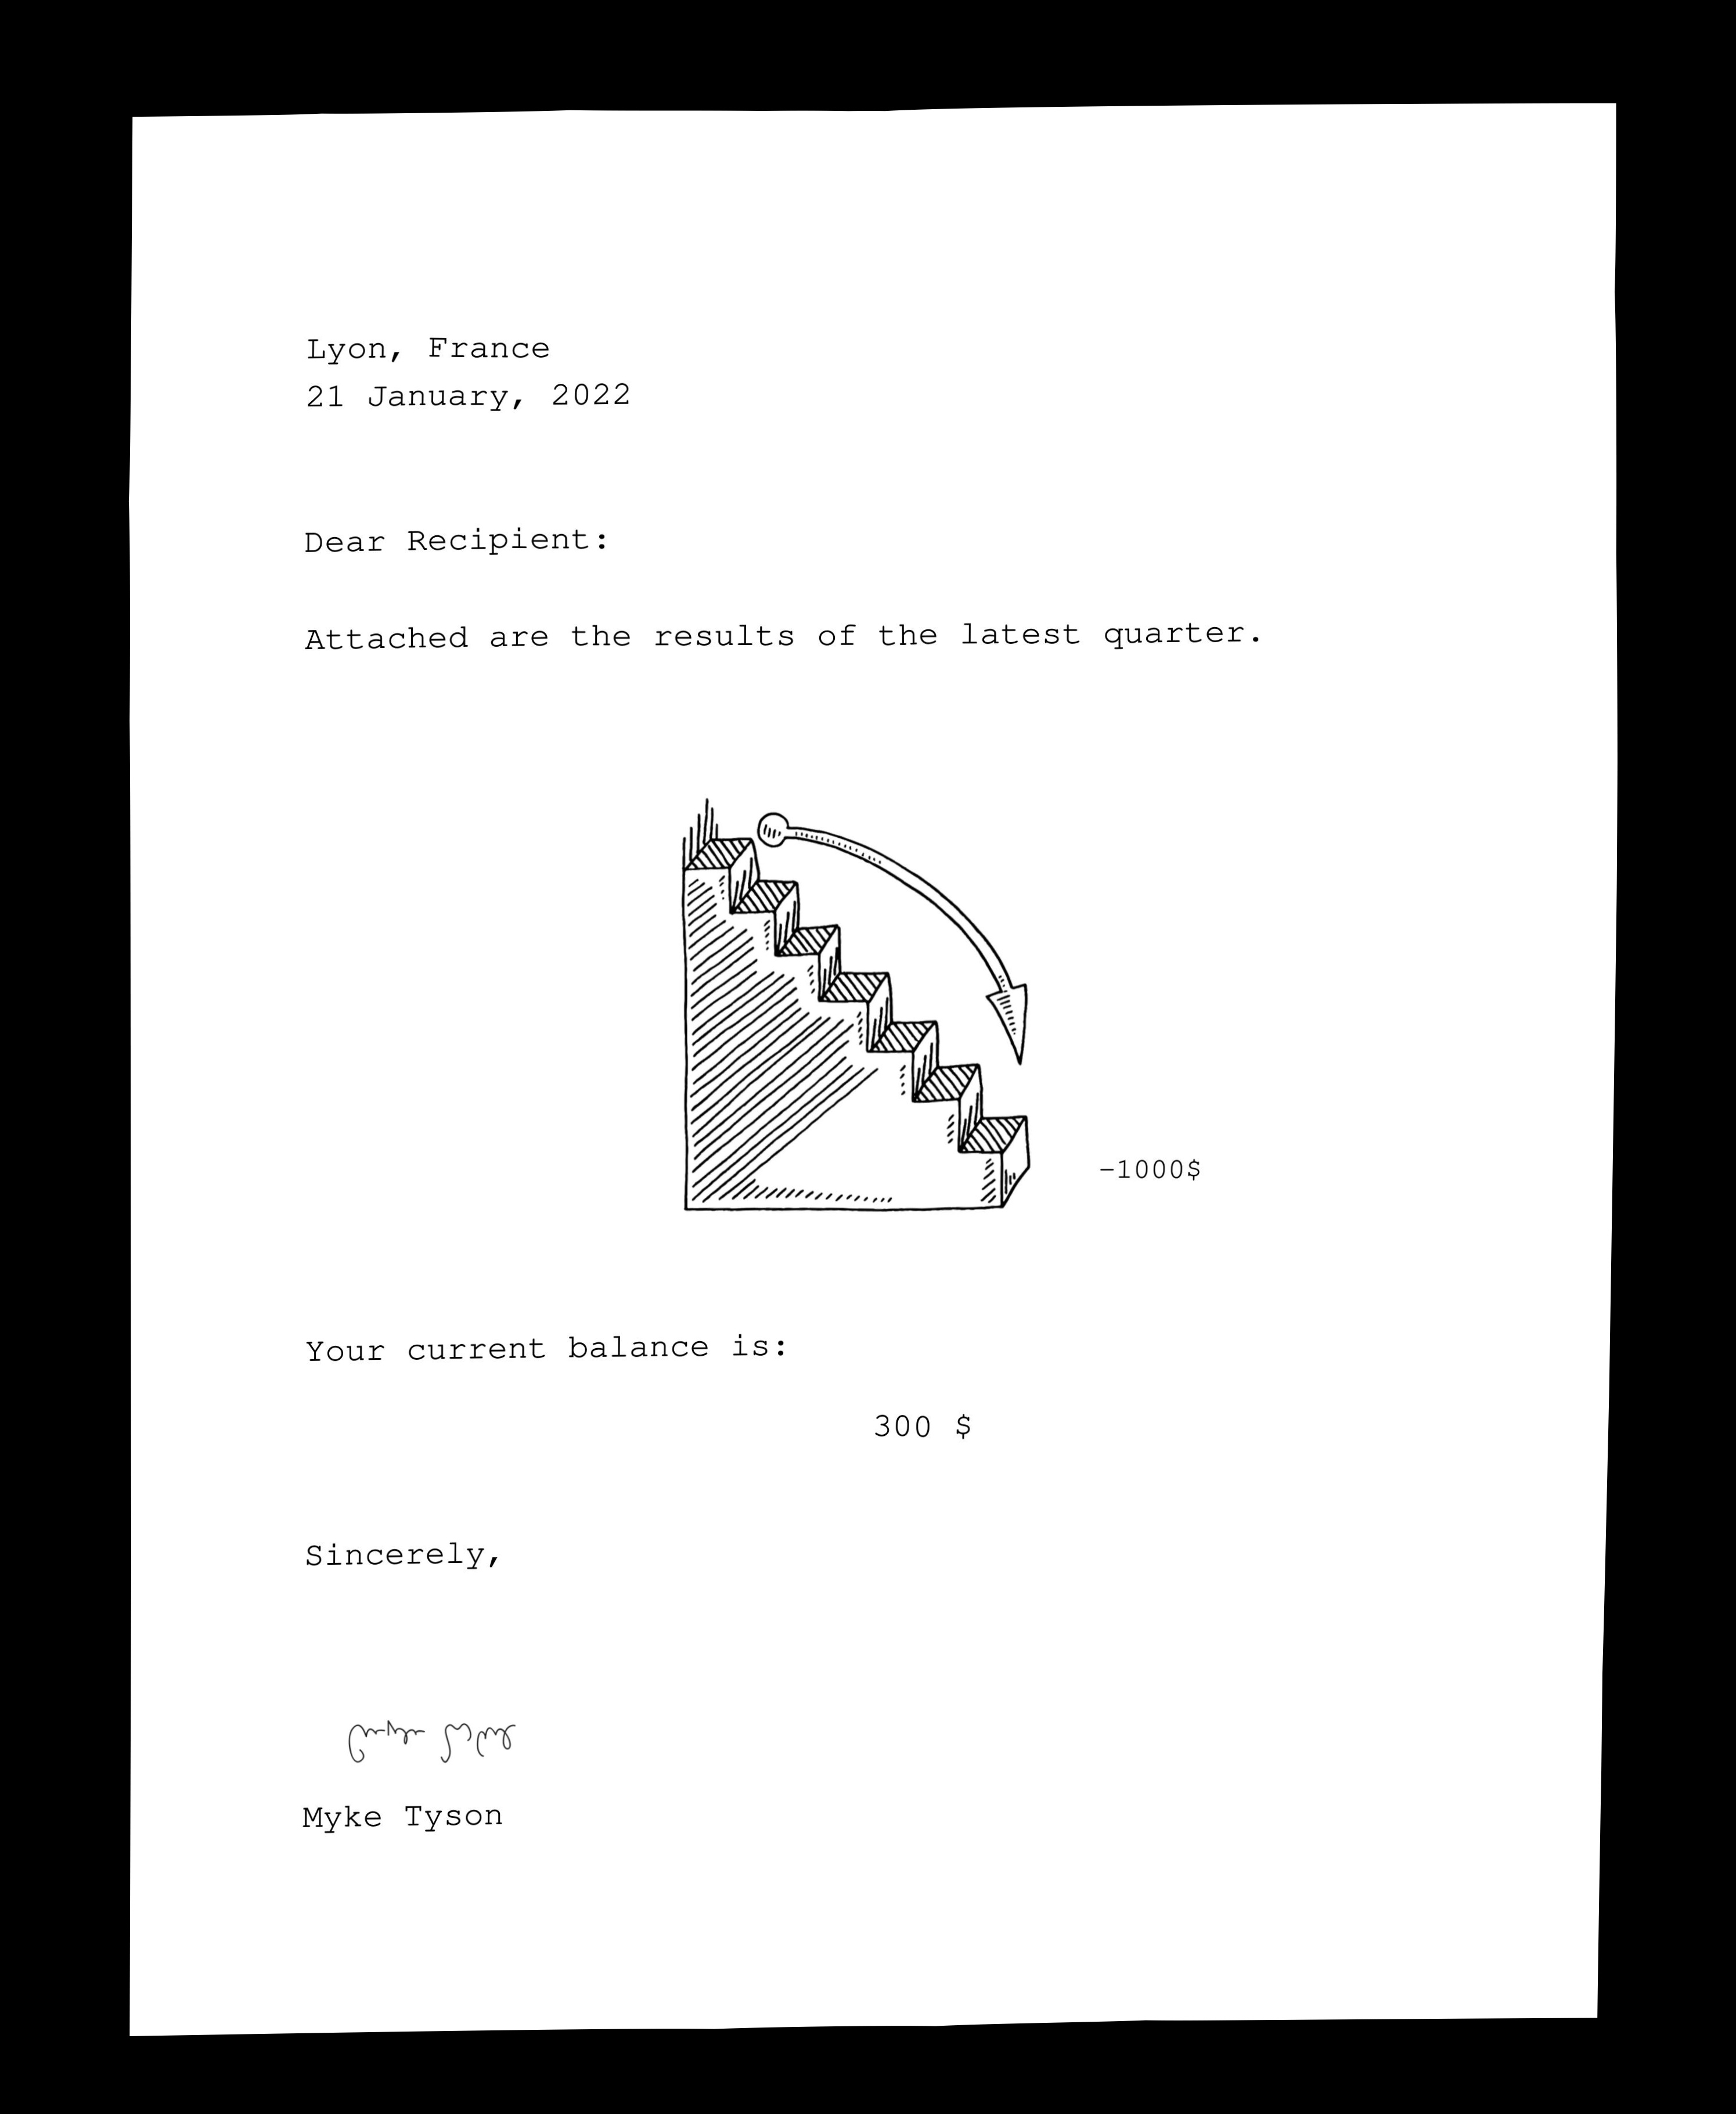 Lyon, France
21 January, 2022
Dear Recipient:
Attached are the results of the latest quarter.
–1000$
Your current balance is:
300 $
Sincerely,
Myke Tyson